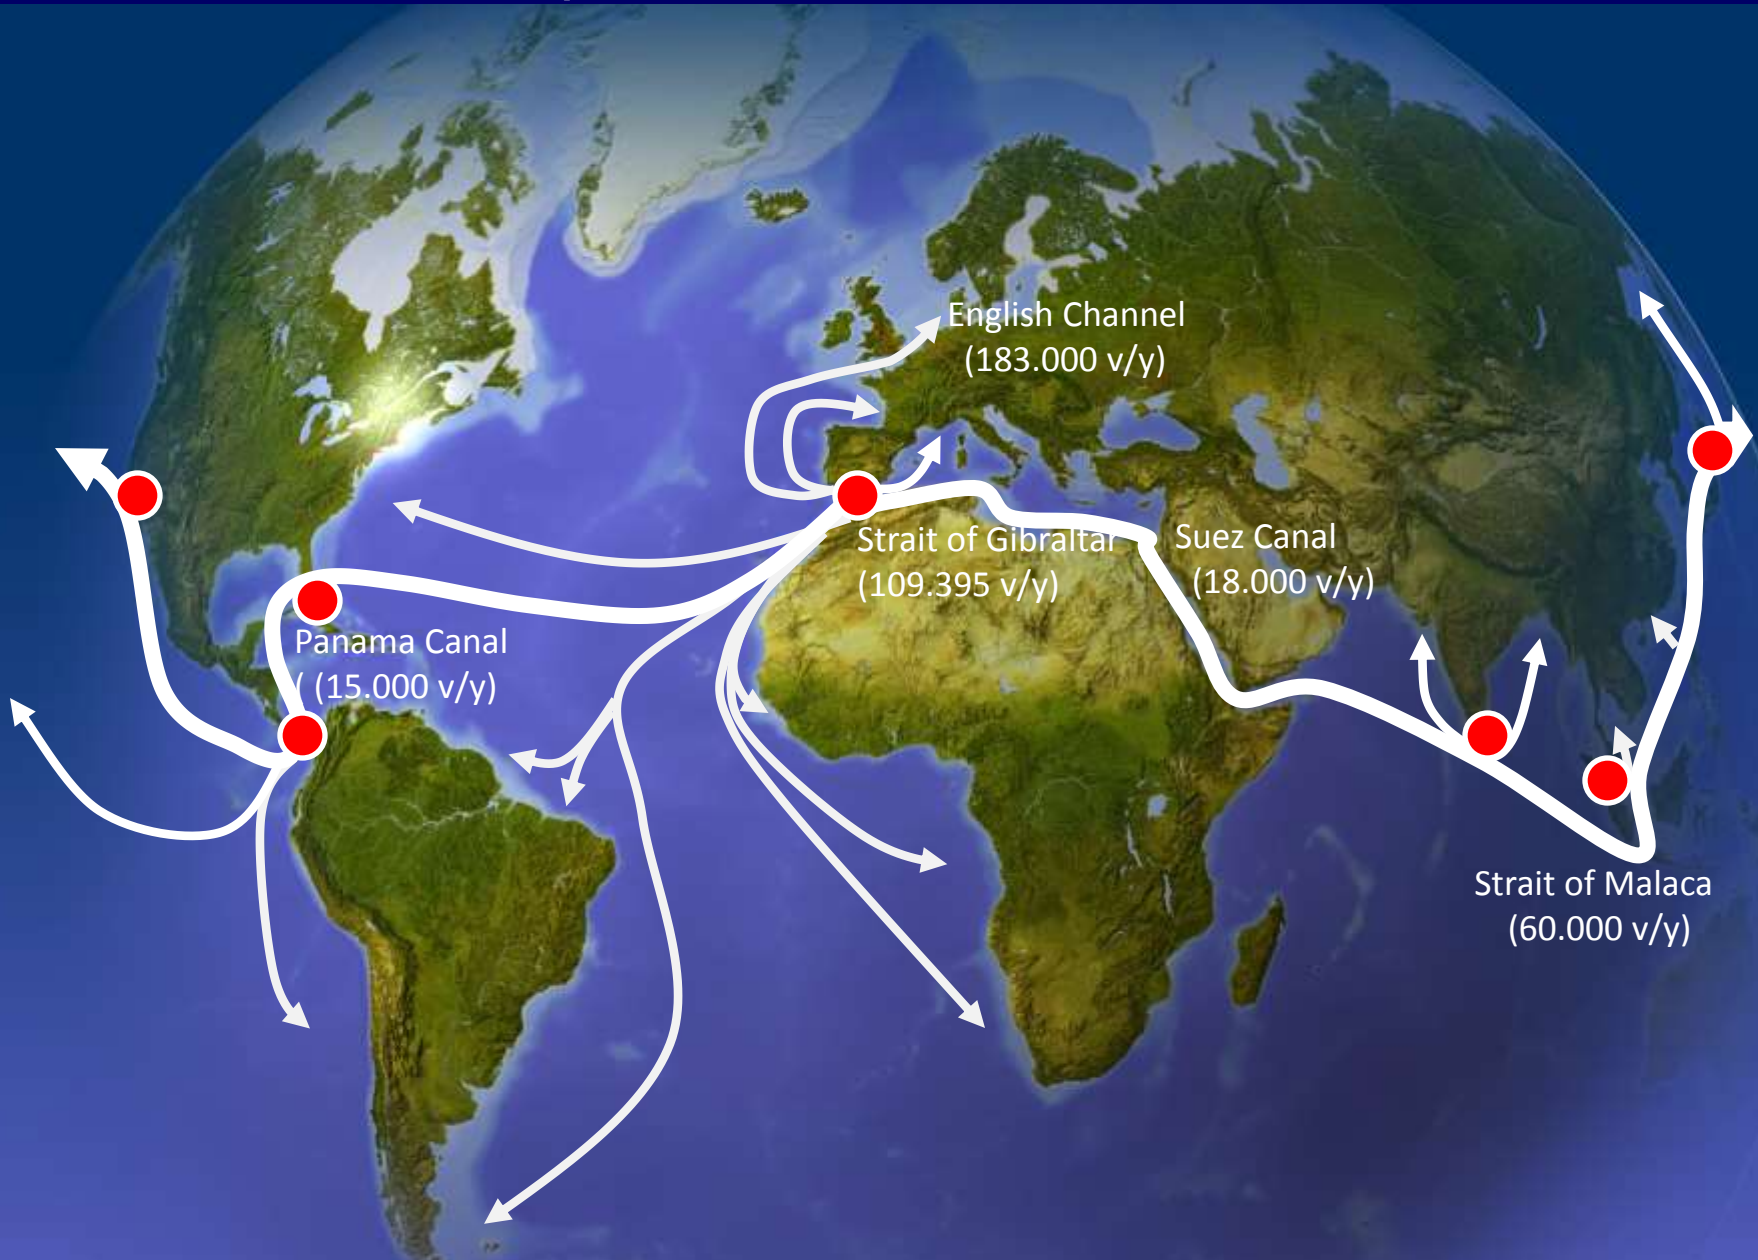 English Channel
(183.000 v/y)
Strait of Gibraltar
(109.395 v/y)
Suez Canal
(18.000 v/y)
Panama Canal
( (15.000 v/y)
Strait of Malaca
(60.000 v/y)